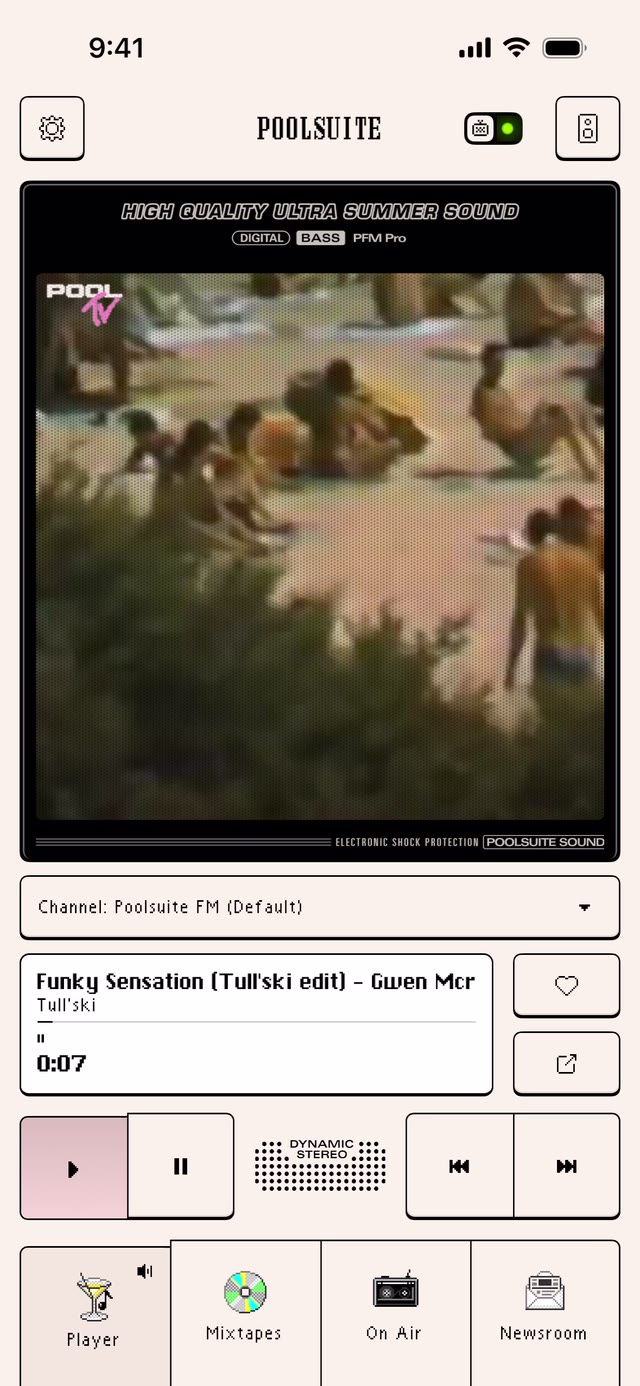 9:41
POOLSUITE
HIGH QUALITY ULTRA SUMMER SOUND
DIGITAL BASS PFM Pro
POOL
TV
ELECTRONIC SHOCK PROTECTION POOLSUITE SOUND
Channel: Poolsuite FM (Default)
Funky Sensation (Tull'ski edit) - Gwen Mcr
Tull'ski
0:07
DYNAMIC
STEREO
Player
Mixtapes
On Air
Newsroom